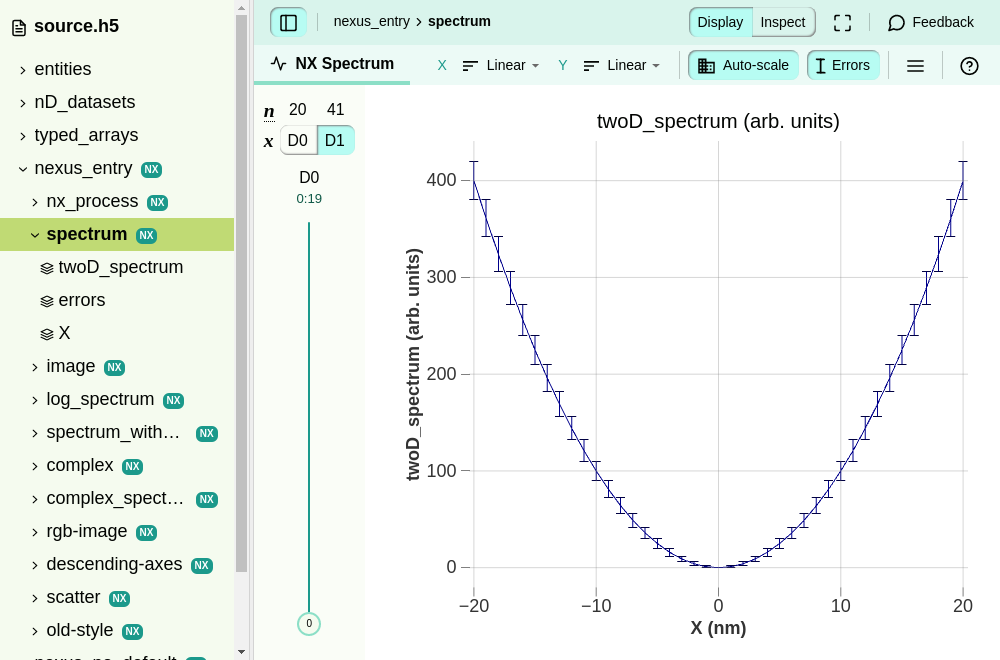 source.h5
entities
nD_datasets
typed_arrays
nexus_entry NX
nx_process NX
spectrum NX
twoD_spectrum
errors
X
image NX
log_spectrum NX
spectrum_with… NX
complex NX
complex_spect… NX
rgb-image NX
descending-axes NX
scatter NX
old-style NX
nexus_entry › spectrum
Display Inspect Feedback
NX Spectrum X Linear Y Linear Auto-scale Errors
n 20 41
x D0 D1
D0
0:19
0
twoD_spectrum (arb. units)
400
300
200
100
0
twoD_spectrum (arb. units)
−20 −10 0 10 20
X (nm)